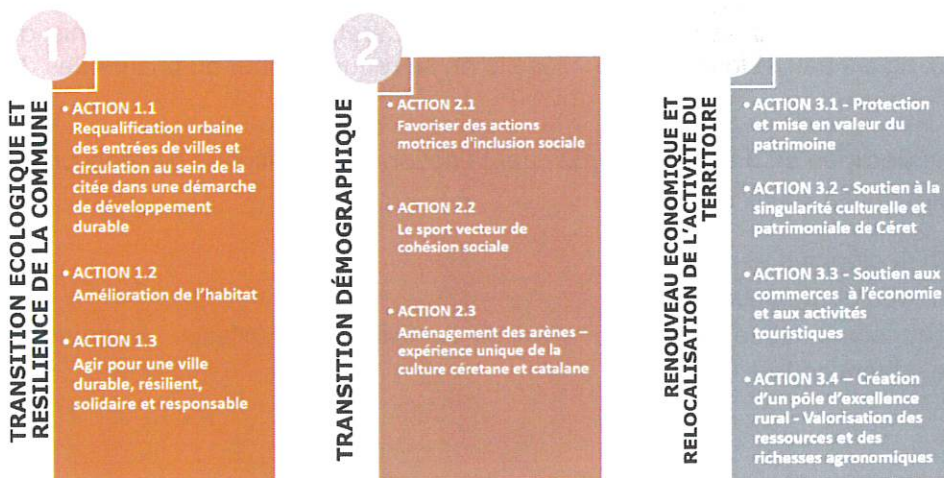 1
TRANSITION ECOLOGIQUE ET
RESILIENCE DE LA COMMUNE
• ACTION 1.1
Requalification urbaine
des entrées de villes et
circulation au sein de la
citée dans une démarche
de développement
durable
• ACTION 1.2
Amélioration de l'habitat
• ACTION 1.3
Agir pour une ville
durable, résilient,
solidaire et responsable
2
TRANSITION DÉMOGRAPHIQUE
• ACTION 2.1
Favoriser des actions
motrices d'inclusion sociale
• ACTION 2.2
Le sport vecteur de
cohésion sociale
• ACTION 2.3
Aménagement des arènes –
expérience unique de la
culture céretane et catalane
RENOUVEAU ECONOMIQUE ET
RELOCALISATION DE L'ACTIVITE DU
TERRITOIRE
• ACTION 3.1 - Protection
et mise en valeur du
patrimoine
• ACTION 3.2 - Soutien à la
singularité culturelle et
patrimoniale de Céret
• ACTION 3.3 - Soutien aux
commerces à l'économie
et aux activités
touristiques
• ACTION 3.4 – Création
d'un pôle d'excellence
rural - Valorisation des
ressources et des
richesses agronomiques